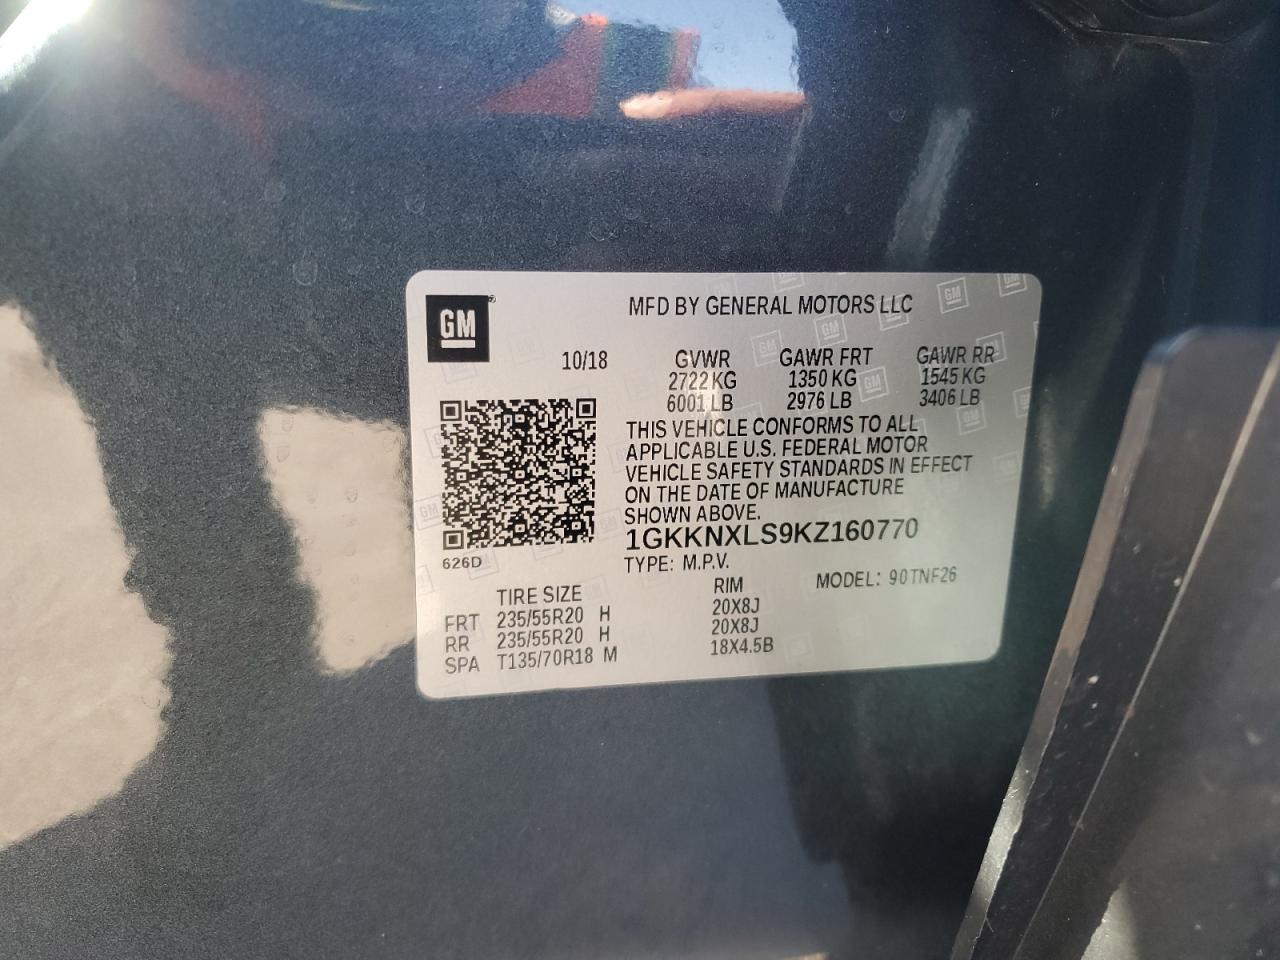 GM
MFD BY GENERAL MOTORS LLC
10/18 GVWR GAWR FRT GAWR RR
2722 KG 1350 KG 1545 KG
6001 LB 2976 LB 3406 LB
THIS VEHICLE CONFORMS TO ALL
APPLICABLE U.S. FEDERAL MOTOR
VEHICLE SAFETY STANDARDS IN EFFECT
ON THE DATE OF MANUFACTURE
SHOWN ABOVE.
1GKKNXLS9KZ160770
626D
TYPE: M.P.V.
TIRE SIZE RIM MODEL: 90TNF26
FRT 235/55R20 H 20X8J
RR 235/55R20 H 20X8J
SPA T135/70R18 M 18X4.5B